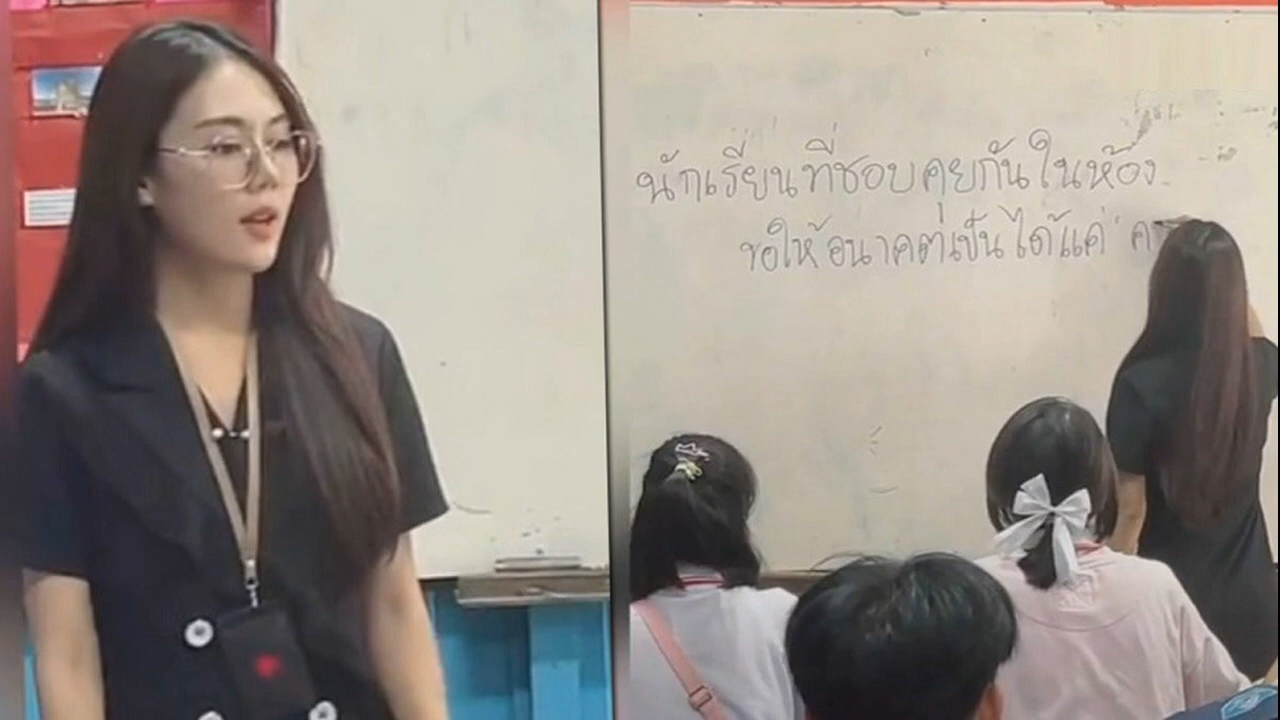 นักเรียนที่ชอบคุยกันในห้อง
ขอให้อนาคตเป็นได้แค่